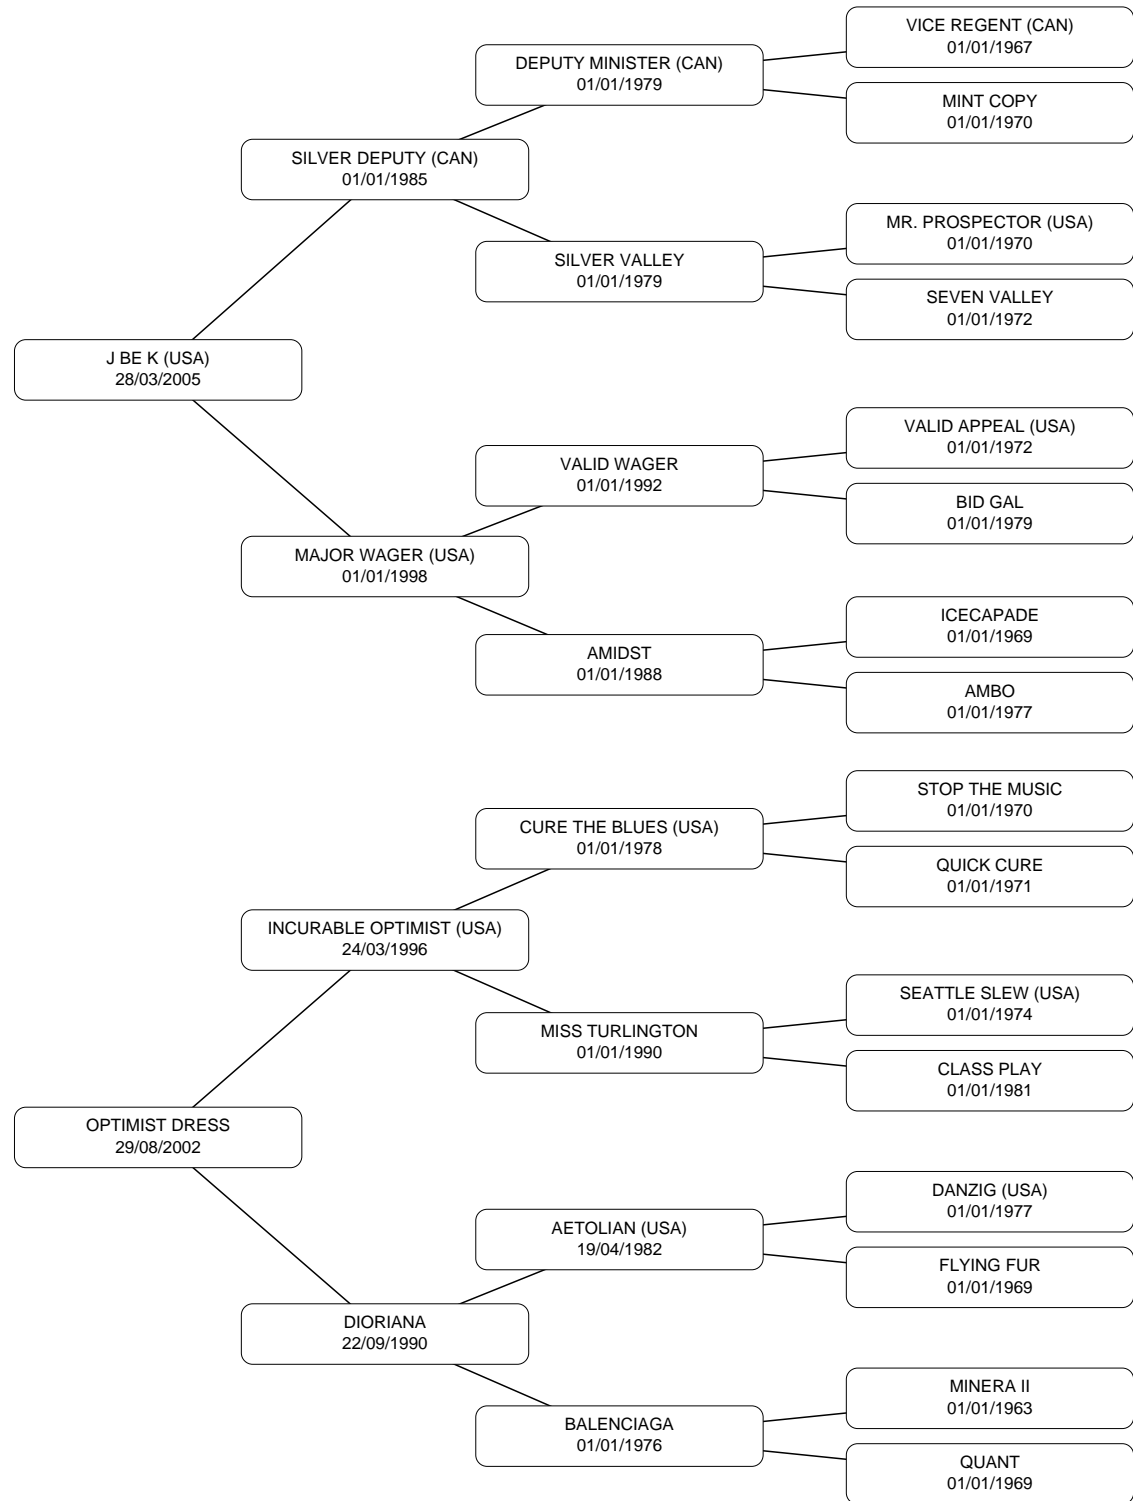 VICE REGENT (CAN)
01/01/1967
DEPUTY MINISTER (CAN)
01/01/1979
MINT COPY
01/01/1970
SILVER DEPUTY (CAN)
01/01/1985
MR. PROSPECTOR (USA)
01/01/1970
SILVER VALLEY
01/01/1979
SEVEN VALLEY
01/01/1972
J BE K (USA)
28/03/2005
VALID APPEAL (USA)
01/01/1972
VALID WAGER
01/01/1992
BID GAL
01/01/1979
MAJOR WAGER (USA)
01/01/1998
ICECAPADE
01/01/1969
AMIDST
01/01/1988
AMBO
01/01/1977
STOP THE MUSIC
01/01/1970
CURE THE BLUES (USA)
01/01/1978
QUICK CURE
01/01/1971
INCURABLE OPTIMIST (USA)
24/03/1996
SEATTLE SLEW (USA)
01/01/1974
MISS TURLINGTON
01/01/1990
CLASS PLAY
01/01/1981
OPTIMIST DRESS
29/08/2002
DANZIG (USA)
01/01/1977
AETOLIAN (USA)
19/04/1982
FLYING FUR
01/01/1969
DIORIANA
22/09/1990
MINERA II
01/01/1963
BALENCIAGA
01/01/1976
QUANT
01/01/1969